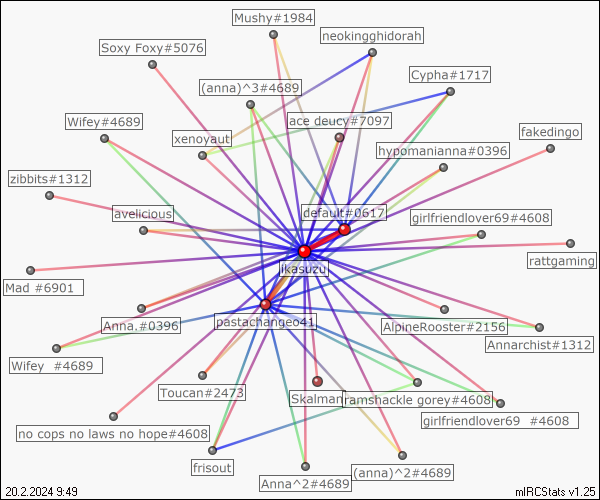 Mushy#1984
neokingghidorah
Soxy Foxy#5076
Cypha#1717
(anna)^3#4689
ace deucy#7097
Wifey#4689
fakedingo
xenoyaut
hypomanianna#0396
zibbits#1312
avelicious
default#0617
girlfriendlover69#4608
rattgaming
ikasuzu
Mad #6901
Anna.#0396
pastachangeo41
AlpineRooster#2156
Annarchist#1312
Wifey  #4689
Toucan#2473
Skalman
ramshackle gorey#4608
girlfriendlover69  #4608
no cops no laws no hope#4608
frisout
(anna)^2#4689
Anna^2#4689
20.2.2024 9:49
mIRCStats v1.25